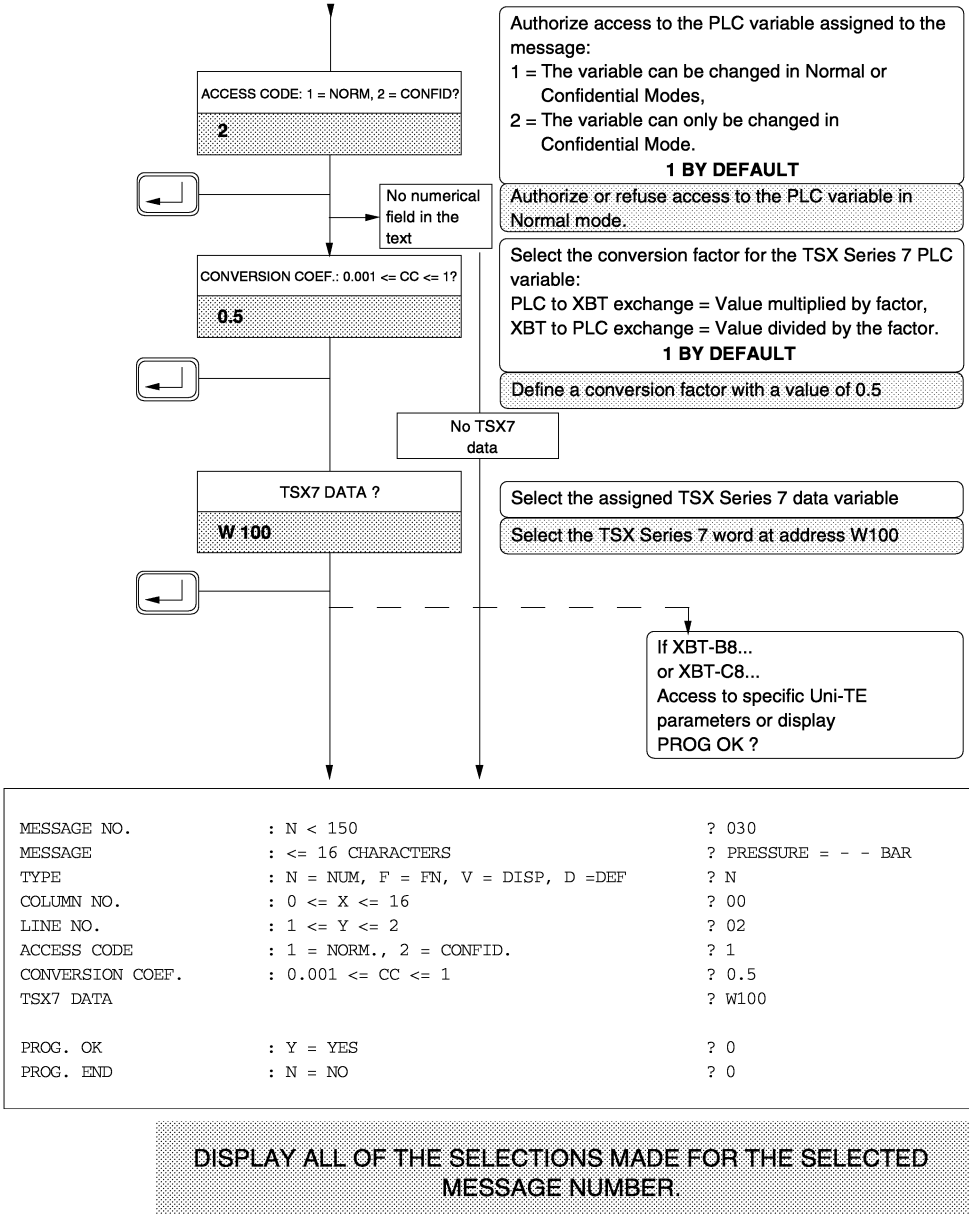 Authorize access to the PLC variable assigned to the
message:
1 = The variable can be changed in Normal or
Confidential Modes,
2 = The variable can only be changed in
Confidential Mode.
1 BY DEFAULT
Authorize or refuse access to the PLC variable in
Normal mode.
ACCESS CODE: 1 = NORM, 2 = CONFID?
2
No numerical
field in the
text
CONVERSION COEF.: 0.001 <= CC <= 1?
0.5
Select the conversion factor for the TSX Series 7 PLC
variable:
PLC to XBT exchange = Value multiplied by factor,
XBT to PLC exchange = Value divided by the factor.
1 BY DEFAULT
Define a conversion factor with a value of 0.5
No TSX7
data
TSX7 DATA ?
W 100
Select the assigned TSX Series 7 data variable
Select the TSX Series 7 word at address W100
If XBT-B8...
or XBT-C8...
Access to specific Uni-TE
parameters or display
PROG OK ?
MESSAGE NO. : N < 150 ? 030
MESSAGE : <= 16 CHARACTERS ? PRESSURE = - - BAR
TYPE : N = NUM, F = FN, V = DISP, D =DEF ? N
COLUMN NO. : 0 <= X <= 16 ? 00
LINE NO. : 1 <= Y <= 2 ? 02
ACCESS CODE : 1 = NORM., 2 = CONFID. ? 1
CONVERSION COEF. : 0.001 <= CC <= 1 ? 0.5
TSX7 DATA ? W100
PROG. OK : Y = YES ? 0
PROG. END : N = NO ? 0
DISPLAY ALL OF THE SELECTIONS MADE FOR THE SELECTED
MESSAGE NUMBER.